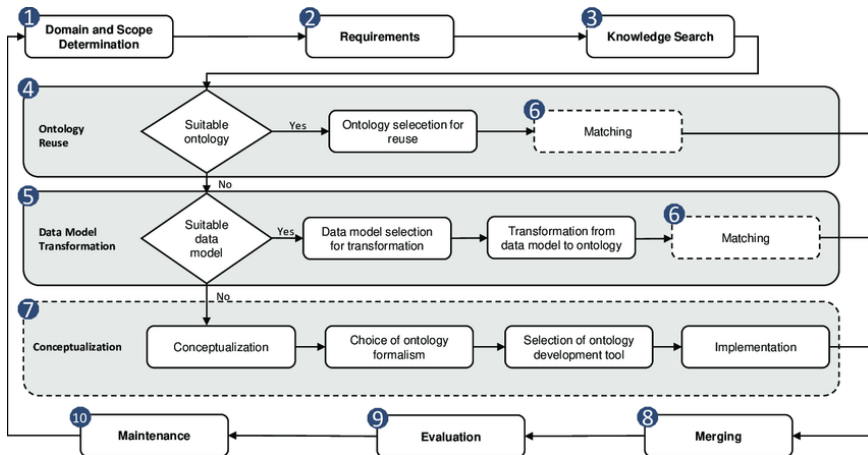 1
Domain and Scope
Determination
2
Requirements
3
Knowledge Search
4
Ontology
Reuse
Suitable
ontology
Yes
Ontology selecetion for
reuse
6
Matching
No
5
Data Model
Transformation
Suitable
data
model
Yes
Data model selection
for transformation
Transformation from
data model to ontology
6
Matching
No
7
Conceptualization
Conceptualization
Choice of ontology
formalism
Selection of ontology
development tool
Implementation
10
Maintenance
9
Evaluation
8
Merging